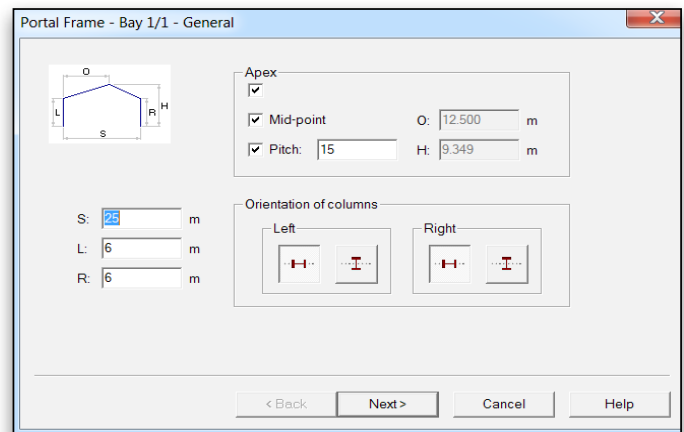 Portal Frame - Bay 1/1 - General
X
O
L
R
H
S
Apex
Mid-point
O: 12.500 m
Pitch: 15
H: 9.349 m
S: 25 m
L: 6 m
R: 6 m
Orientation of columns
Left
Right
< Back
Next >
Cancel
Help